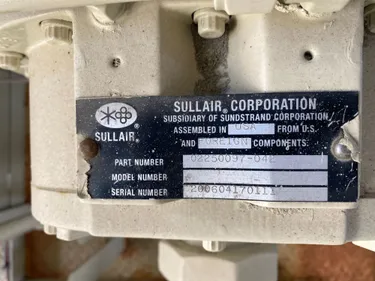 SULLAIR® CORPORATION
SUBSIDIARY OF SUNDSTRAND CORPORATION
ASSEMBLED IN USA FROM U.S.
AND FOREIGN COMPONENTS.
SULLAIR®
PART NUMBER
MODEL NUMBER
SERIAL NUMBER